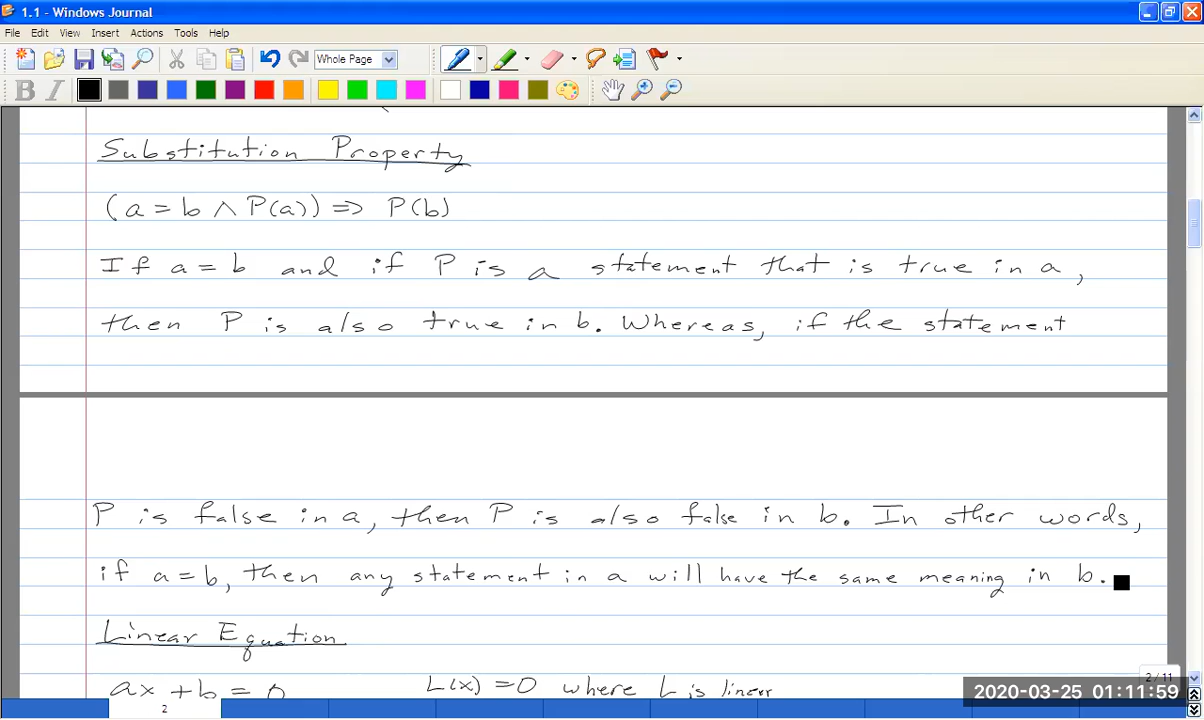 1.1 - Windows Journal
File Edit View Insert Actions Tools Help
Whole Page
B I
Substitution Property
(a = b ∧ P(a)) => P(b)
If a = b and if P is a statement that is true in a,
then P is also true in b. Whereas, if the statement
P is false in a, then P is also false in b. In other words,
if a = b, then any statement in a will have the same meaning in b. ■
Linear Equation
ax + b = 0 L(x) = 0 where L is linear
2 / 11
2020-03-25 01:11:59
2